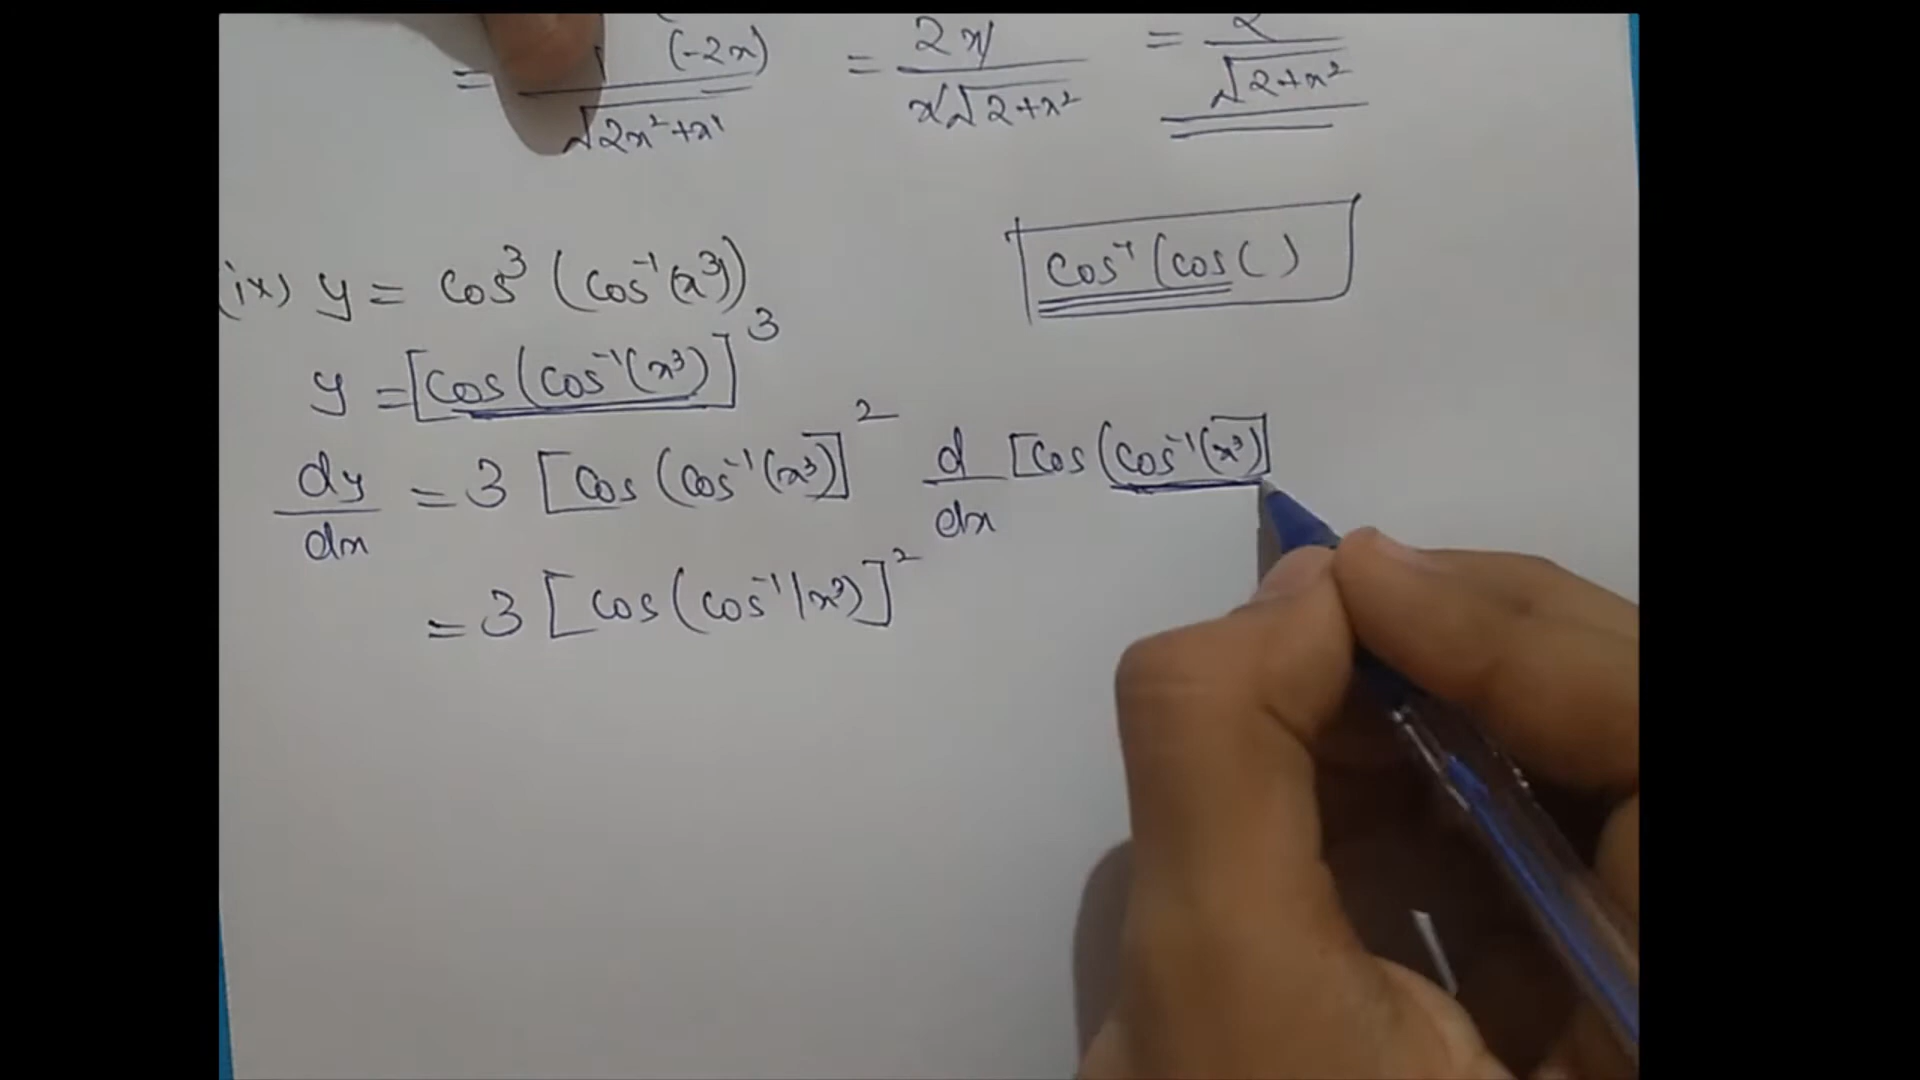 = (-2x) / √2x²+x⁴ = 2x / x√2+x² = 2 / √2+x²
(ix) y = cos³ (cos⁻¹(x³))
cos⁻¹(cos( )
y = [cos(cos⁻¹(x³)]³
dy/dx = 3 [cos(cos⁻¹(x³)]² d/dx [cos(cos⁻¹(x³)]
= 3 [cos(cos⁻¹(x³)]²